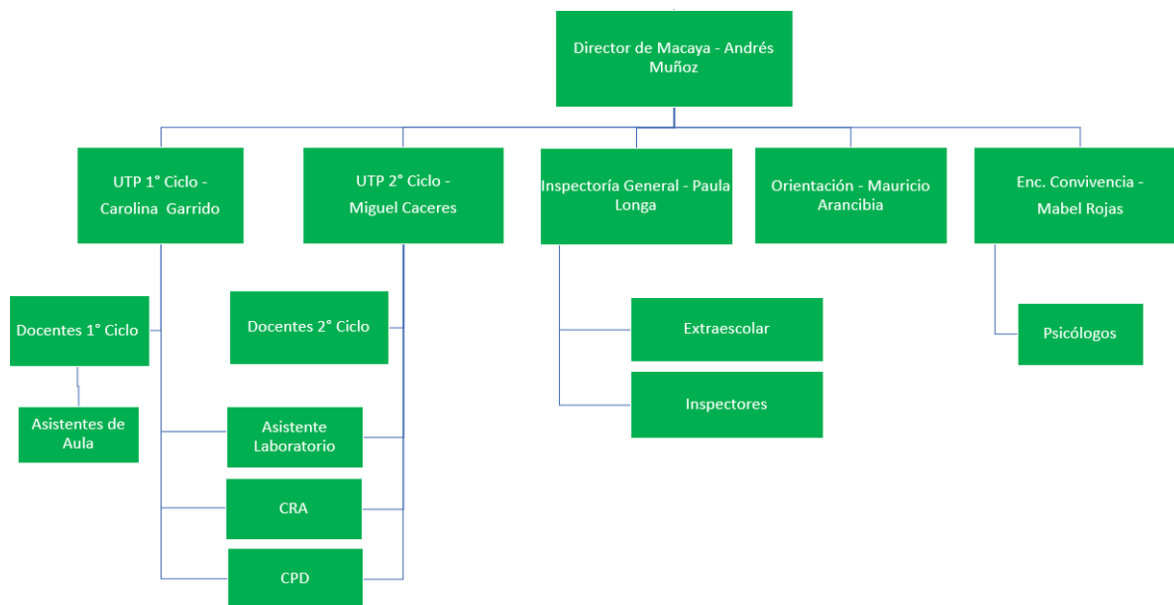 Director de Macaya - Andrés
Muñoz
UTP 1° Ciclo -
Carolina Garrido
UTP 2° Ciclo -
Miguel Caceres
Inspectoría General - Paula
Longa
Orientación - Mauricio
Arancibia
Enc. Convivencia -
Mabel Rojas
Docentes 1° Ciclo
Docentes 2° Ciclo
Extraescolar
Psicólogos
Inspectores
Asistentes de
Aula
Asistente
Laboratorio
CRA
CPD